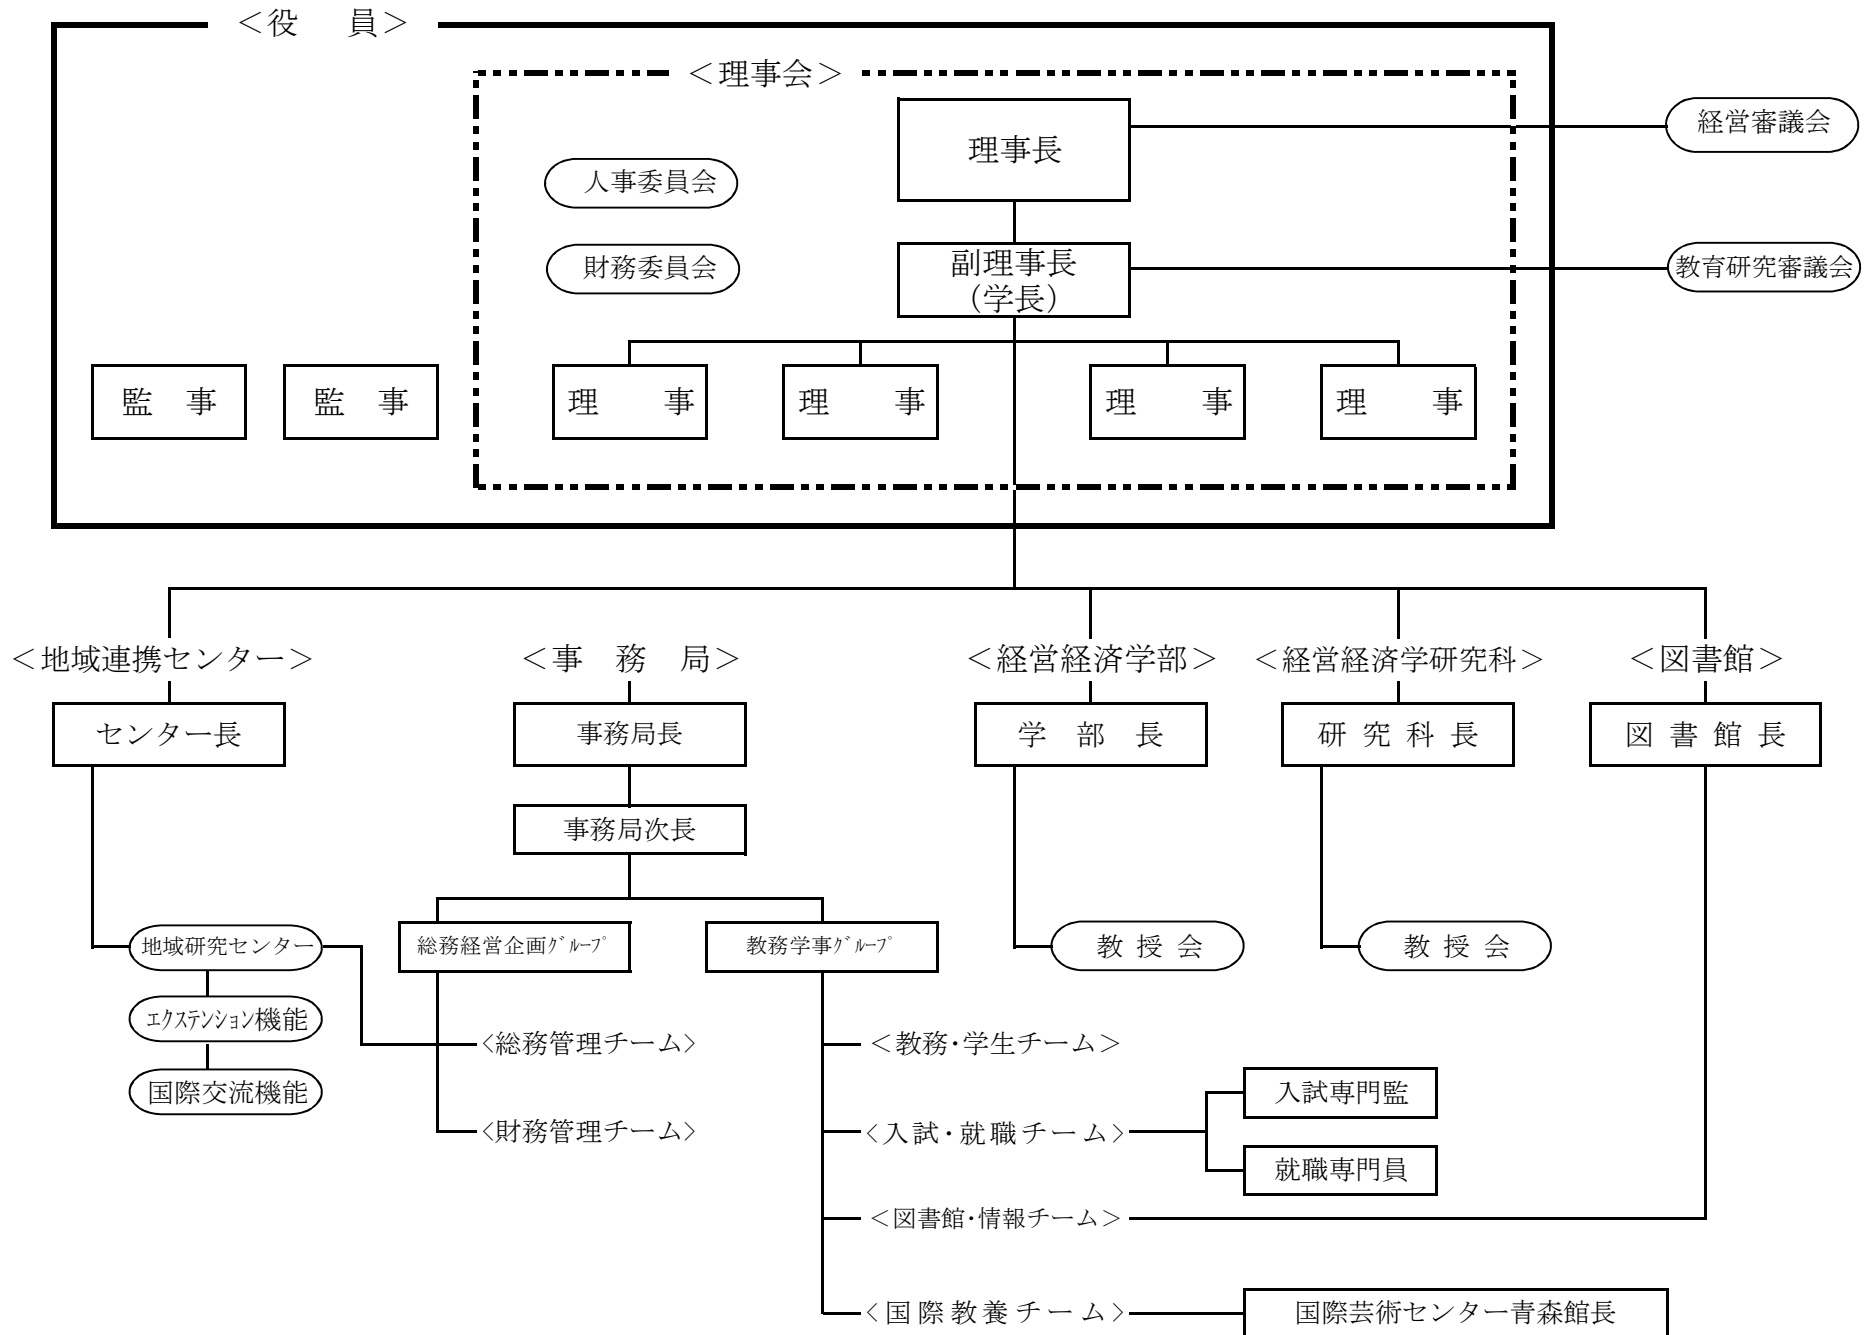 ＜役　員＞
＜理事会＞
理事長
経営審議会
人事委員会
副理事長
（学長）
財務委員会
教育研究審議会
監　事
監　事
理　事
理　事
理　事
理　事
＜地域連携センター＞
＜事　務　局＞
＜経営経済学部＞
＜経営経済学研究科＞
＜図書館＞
センター長
事務局長
学　部　長
研 究 科 長
図 書 館 長
事務局次長
地域研究センター
総務経営企画ｸﾞﾙｰﾌﾟ
教務学事ｸﾞﾙｰﾌﾟ
教 授 会
教 授 会
ｴｸｽﾃﾝｼｮﾝ機能
〈総務管理チーム〉
＜教務・学生チーム＞
国際交流機能
入試専門監
〈財務管理チーム〉
〈入試・就職チーム〉
就職専門員
＜図書館・情報チーム＞
〈国際教養チーム〉
国際芸術センター青森館長